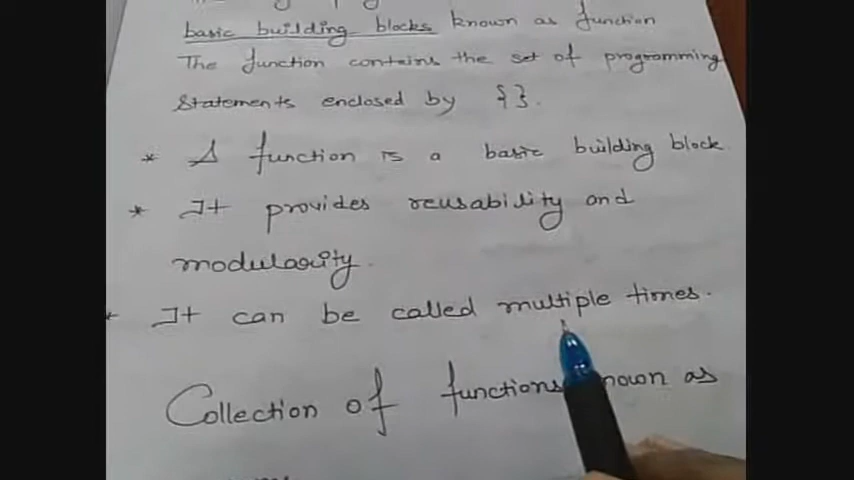 basic building blocks known as function
The function contains the set of programming
statements enclosed by {}.
* A function is a basic building block
* It provides reusability and
modularity.
* It can be called multiple times.
Collection of functions known as